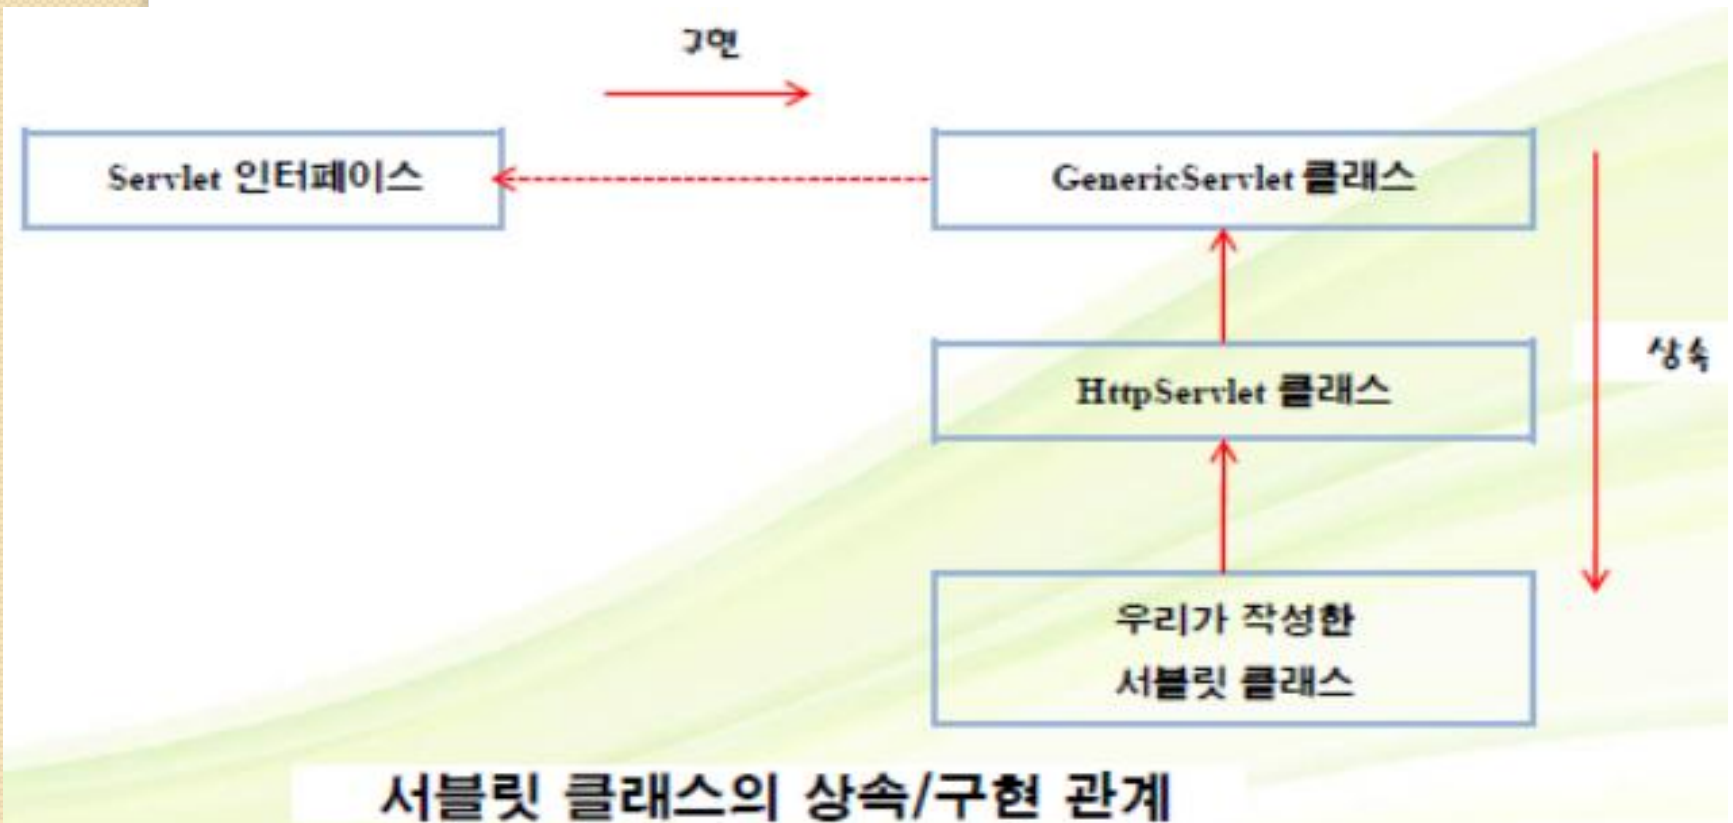 구현
Servlet 인터페이스
GenericServlet 클래스
HttpServlet 클래스
상속
우리가 작성한
서블릿 클래스
서블릿 클래스의 상속/구현 관계